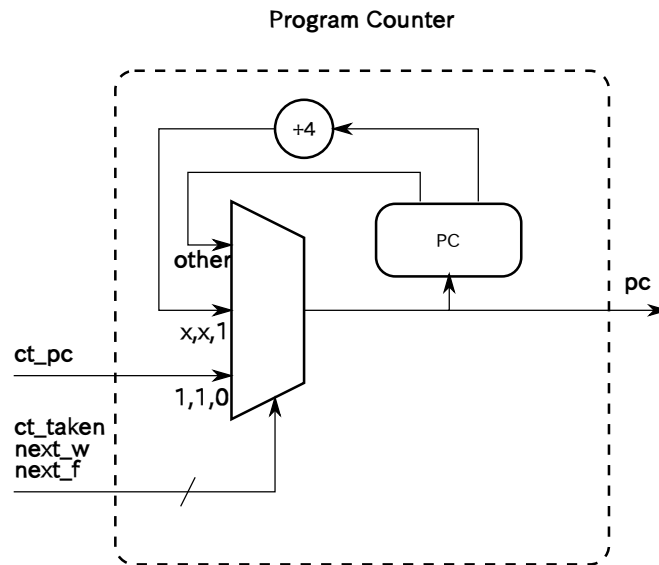 Program Counter
+4
PC
other
pc
x,x,1
ct_pc
1,1,0
ct_taken
next_w
next_f